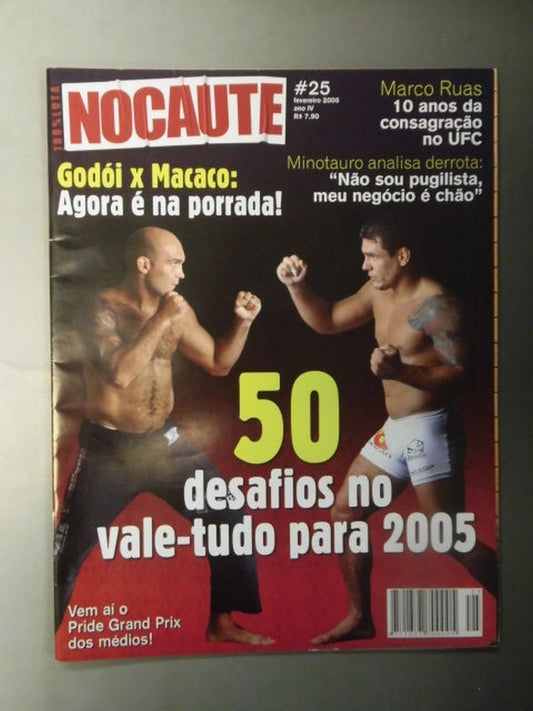 100% LUTA
NOCAUTE
#25
fevereiro 2005
ano IV
R$ 7,90
Marco Ruas
10 anos da
consagração
no UFC
Minotauro analisa derrota:
“Não sou pugilista,
meu negócio é chão”
Godói x Macaco:
Agora é na porrada!
50
desafios no
vale-tudo para 2005
Vem aí o
Pride Grand Prix
dos médios!